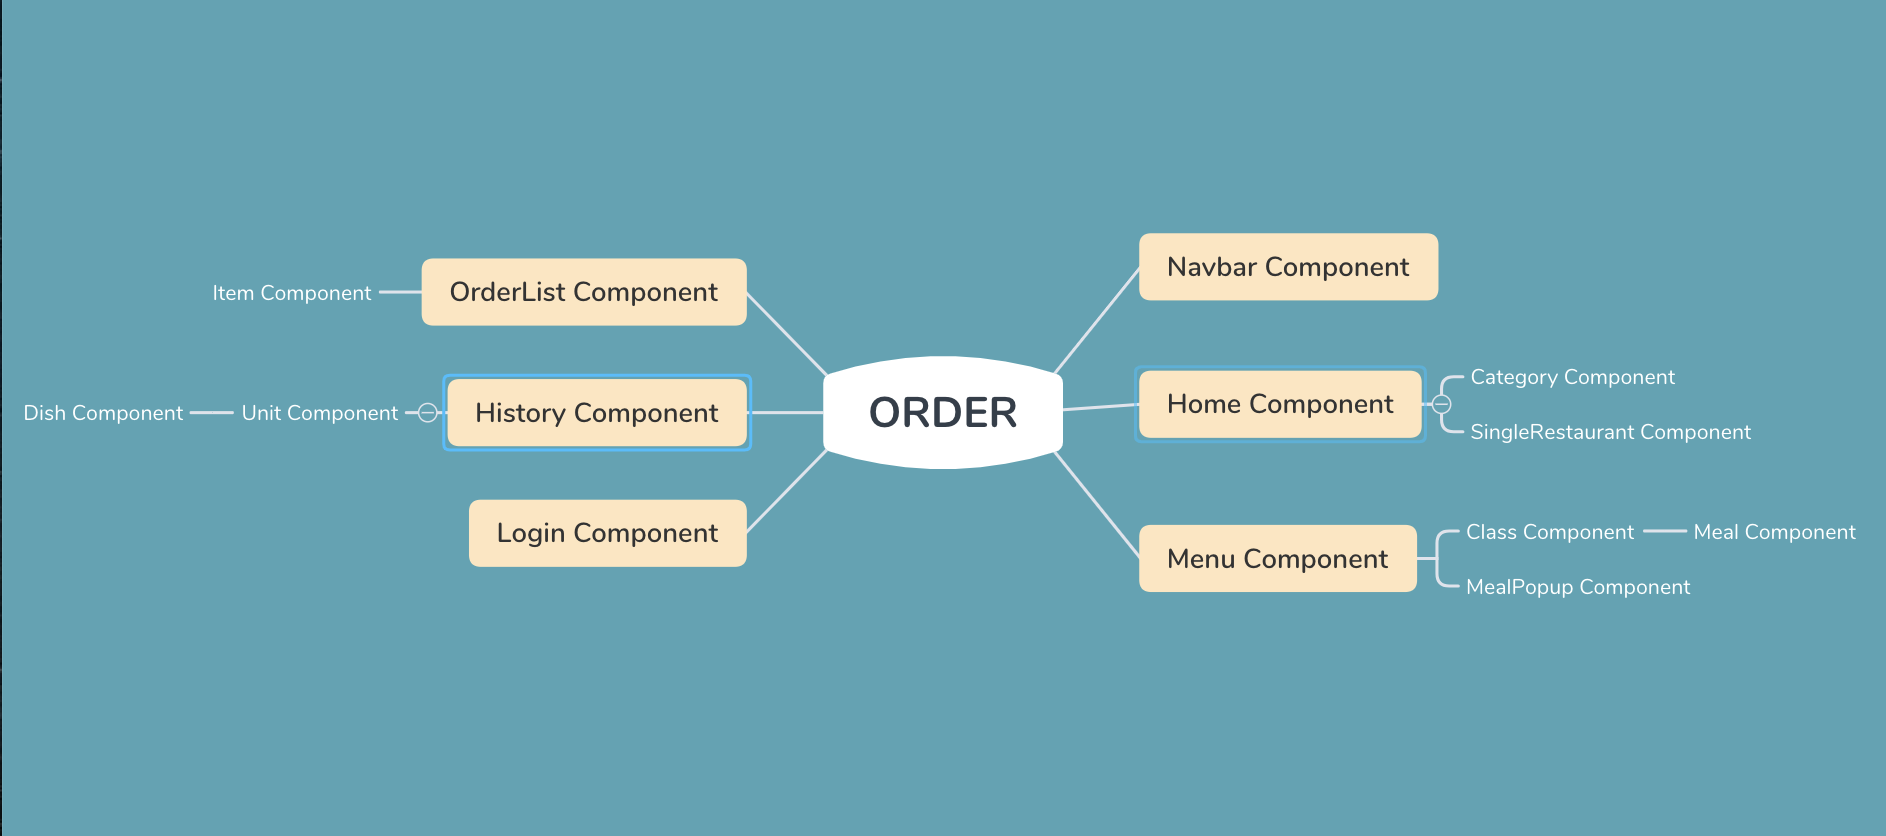 ORDER
Navbar Component
Home Component
Category Component
SingleRestaurant Component
Menu Component
Class Component
Meal Component
MealPopup Component
OrderList Component
Item Component
History Component
Unit Component
Dish Component
Login Component